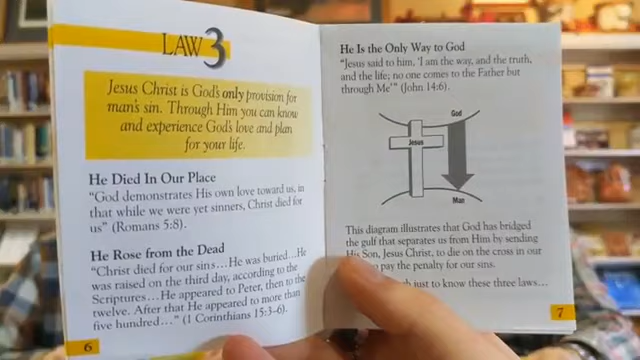 LAW 3
Jesus Christ is God's only provision for
man's sin. Through Him you can know
and experience God's love and plan
for your life.
He Died In Our Place
"God demonstrates His own love toward us, in
that while we were yet sinners, Christ died for
us" (Romans 5:8).
He Rose from the Dead
"Christ died for our sins…He was buried…He
was raised on the third day, according to the
Scriptures…He appeared to Peter, then to the
twelve. After that He appeared to more than
five hundred…" (1 Corinthians 15:3-6).
6
He Is the Only Way to God
"Jesus said to him, 'I am the way, and the truth,
and the life; no one comes to the Father but
through Me'" (John 14:6).
God
Jesus
Man
This diagram illustrates that God has bridged
the gulf that separates us from Him by sending
His Son, Jesus Christ, to die on the cross in our
to pay the penalty for our sins.
just to know these three laws…
7